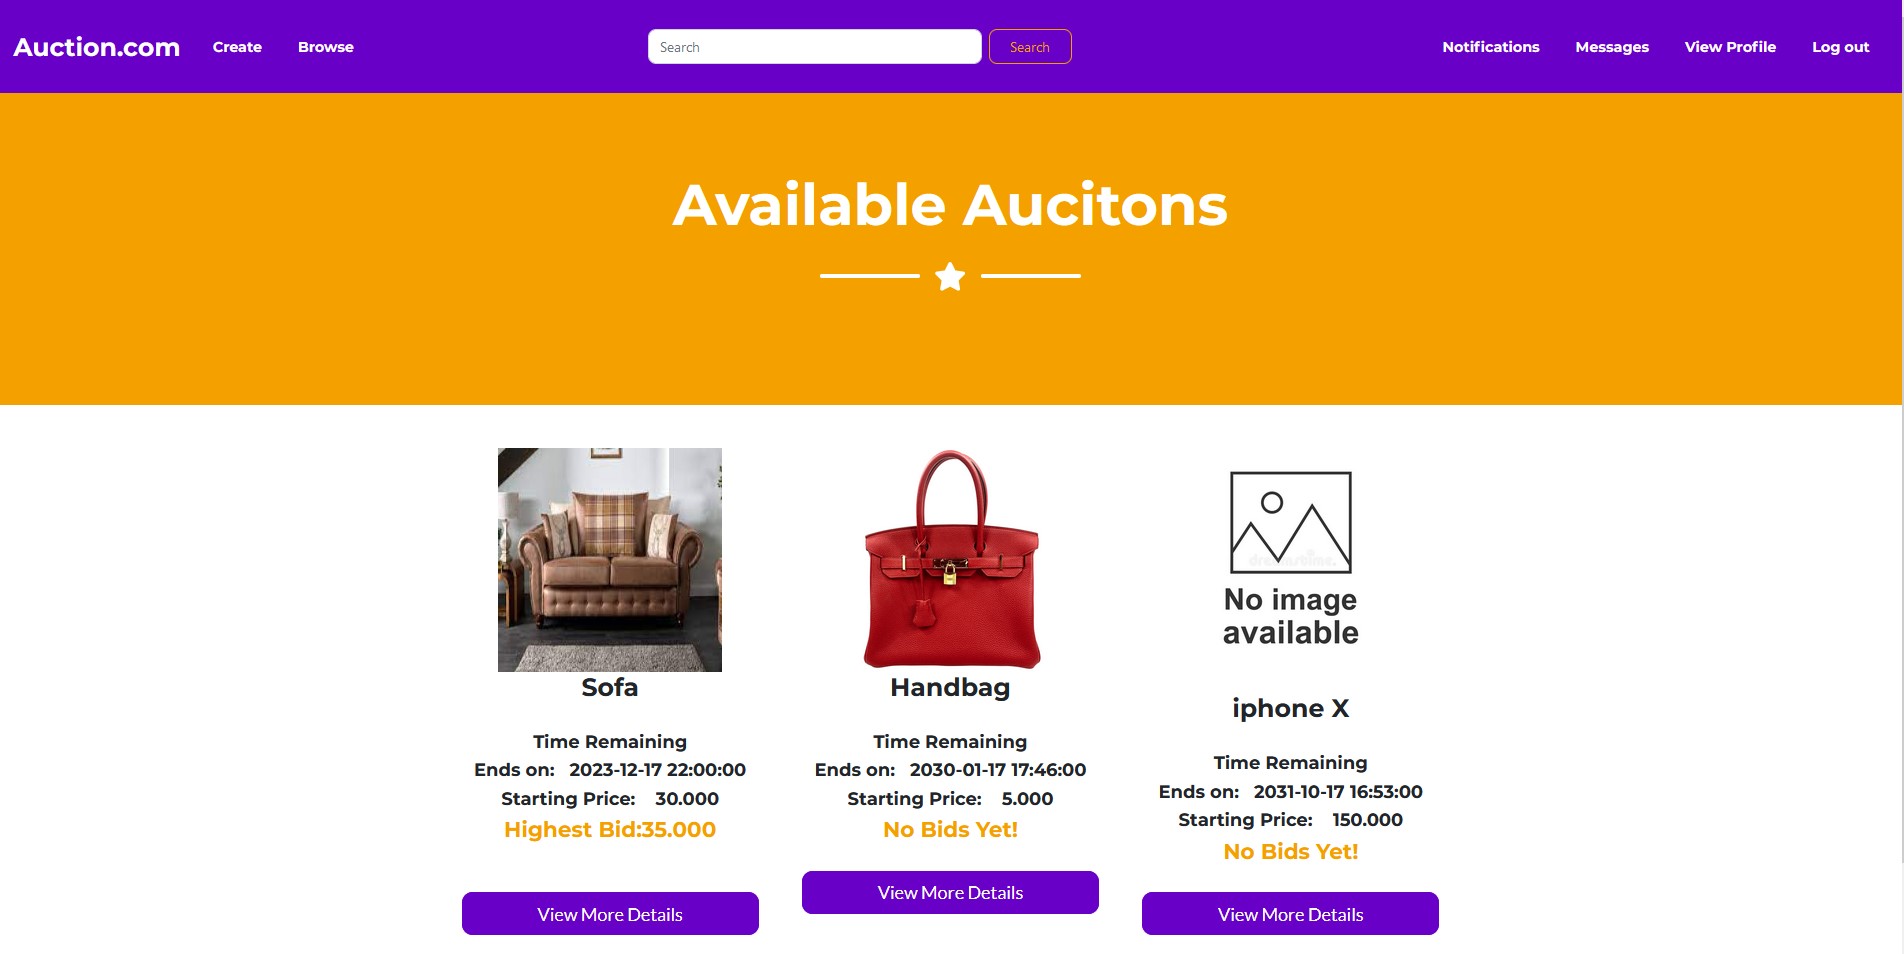 Auction.com Create Browse Search Search Notifications Messages View Profile Log out
Available Aucitons
No image
available
Sofa
Time Remaining
Ends on: 2023-12-17 22:00:00
Starting Price: 30.000
Highest Bid:35.000
View More Details
Handbag
Time Remaining
Ends on: 2030-01-17 17:46:00
Starting Price: 5.000
No Bids Yet!
View More Details
iphone X
Time Remaining
Ends on: 2031-10-17 16:53:00
Starting Price: 150.000
No Bids Yet!
View More Details